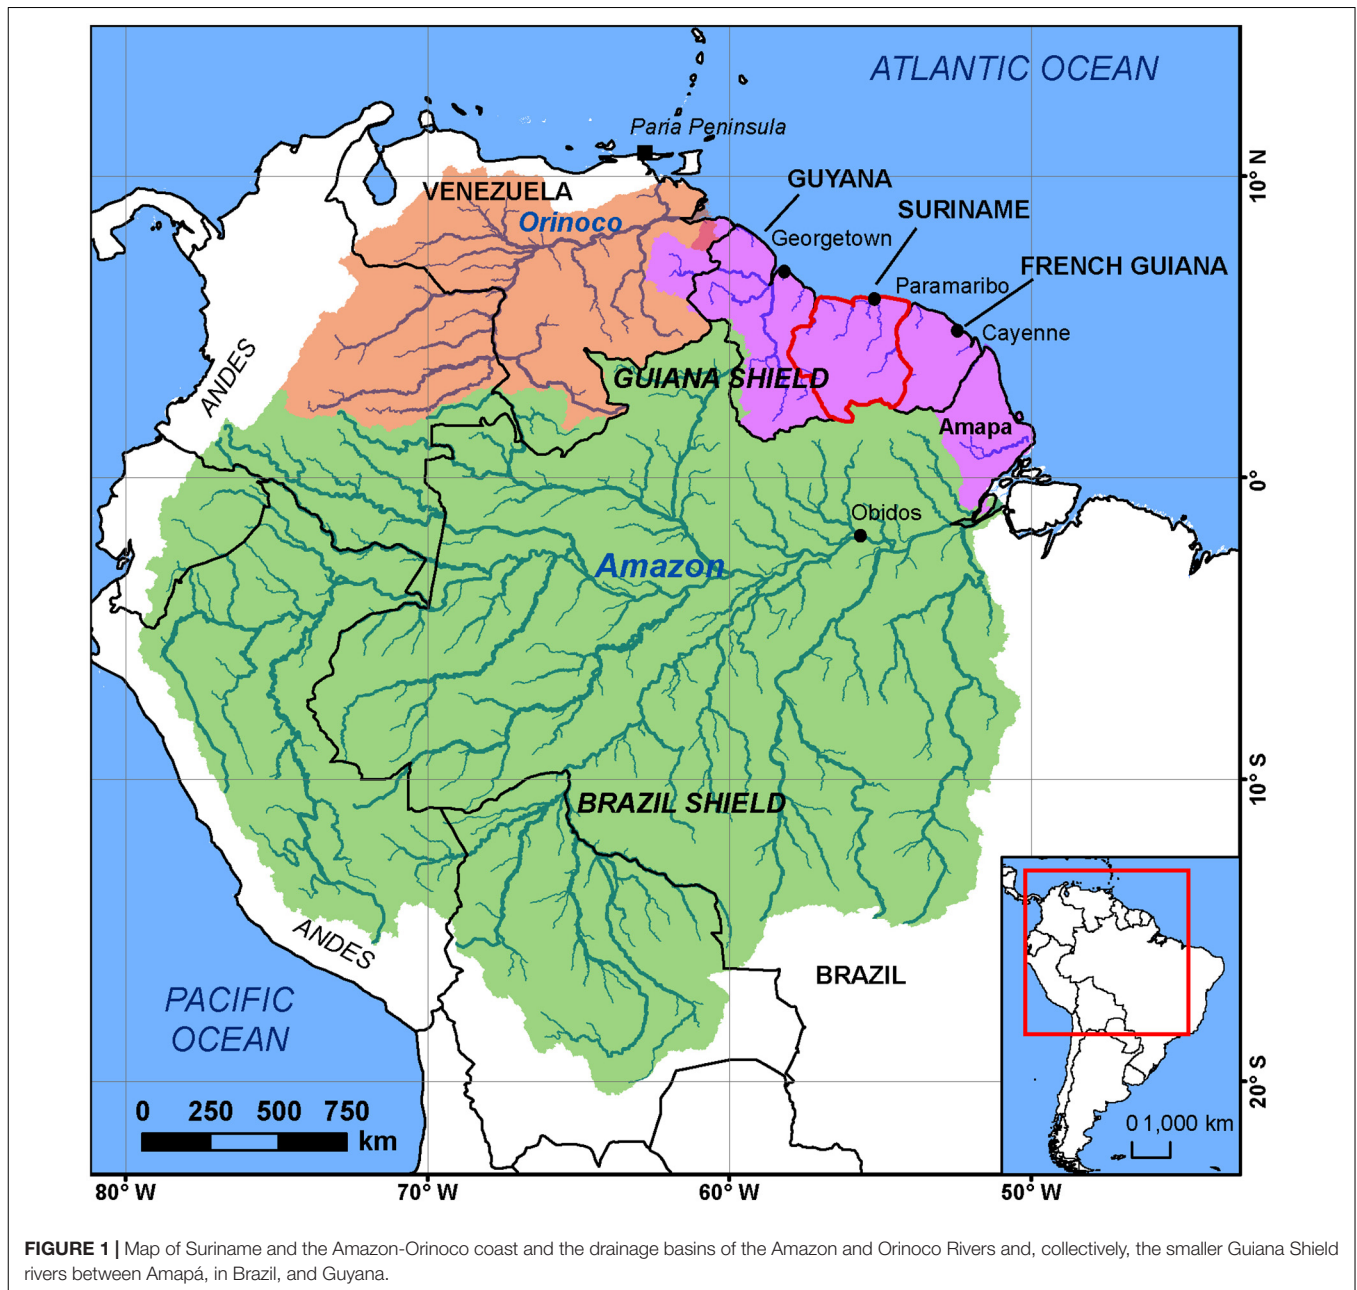 ATLANTIC OCEAN
Paria Peninsula
10° N
GUYANA
VENEZUELA
SURINAME
Orinoco
Georgetown
FRENCH GUIANA
Paramaribo
Cayenne
ANDES
GUIANA SHIELD
Amapa
0°
Obidos
Amazon
10° S
BRAZIL SHIELD
ANDES
BRAZIL
PACIFIC
OCEAN
20° S
0 250 500 750
km
0 1,000 km
80° W 70° W 60° W 50° W
FIGURE 1 | Map of Suriname and the Amazon-Orinoco coast and the drainage basins of the Amazon and Orinoco Rivers and, collectively, the smaller Guiana Shield
rivers between Amapá, in Brazil, and Guyana.